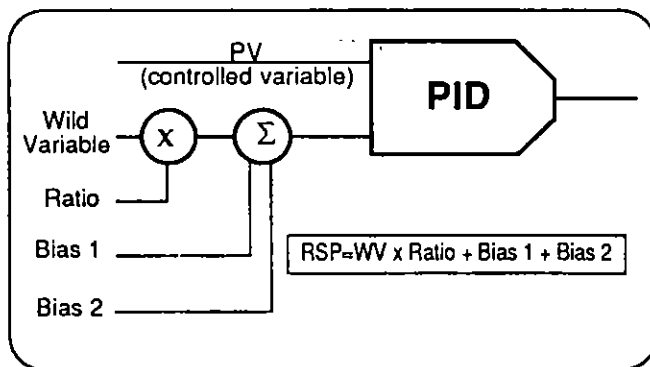 PV
(controlled variable)
PID
Wild
Variable
X
Σ
Ratio
Bias 1
RSP=WV x Ratio + Bias 1 + Bias 2
Bias 2